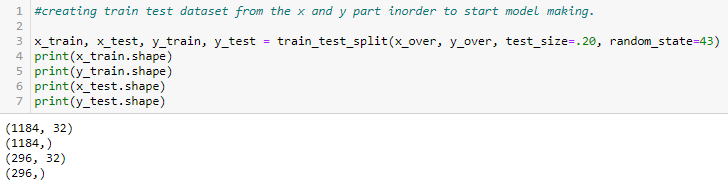 1 #creating train test dataset from the x and y part inorder to start model making.
2
3 x_train, x_test, y_train, y_test = train_test_split(x_over, y_over, test_size=.20, random_state=43)
4 print(x_train.shape)
5 print(y_train.shape)
6 print(x_test.shape)
7 print(y_test.shape)
(1184, 32)
(1184,)
(296, 32)
(296,)